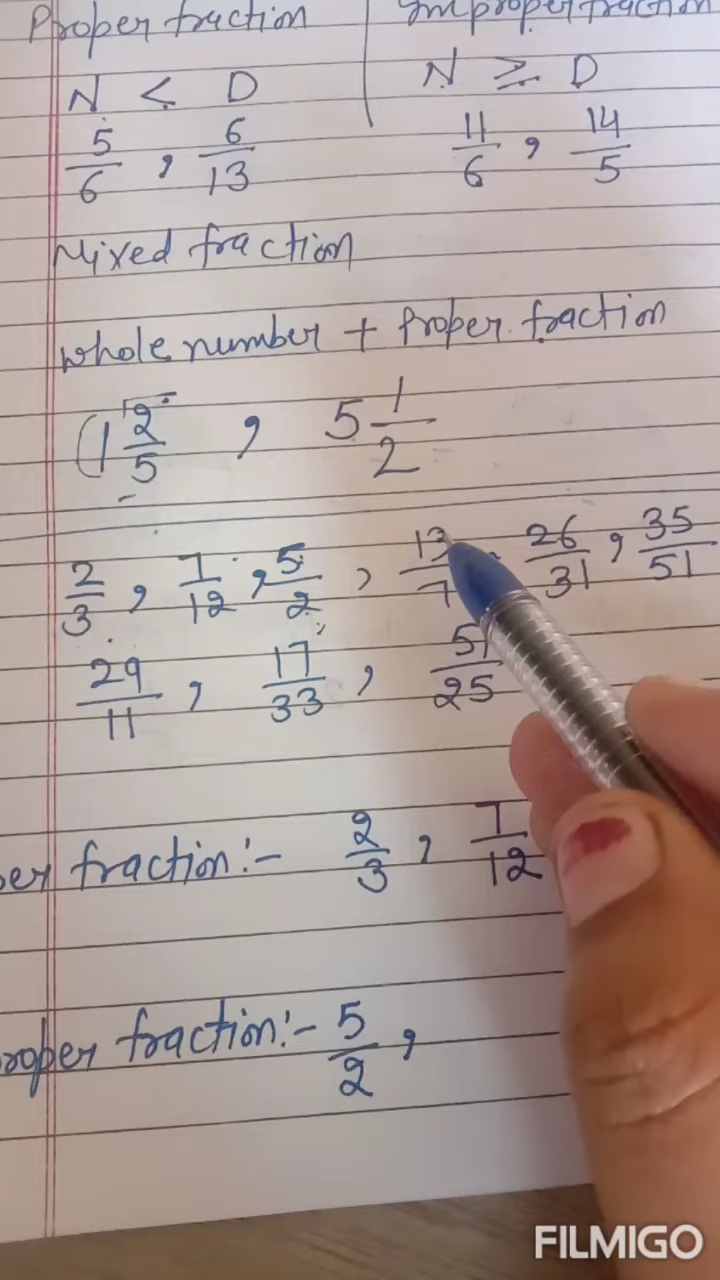 Proper fraction Improper fraction
N < D N ≥ D
5/6 , 6/13 11/6 , 14/5
Mixed fraction
whole number + Proper fraction
(1 2/5 , 5 1/2
2/3 , 7/12 , 5/2 , 13/7 , 26/31 , 35/51
29/11 , 17/33 , 51/25
per fraction:- 2/3 , 7/12
proper fraction:- 5/2 ,
FILMIGO